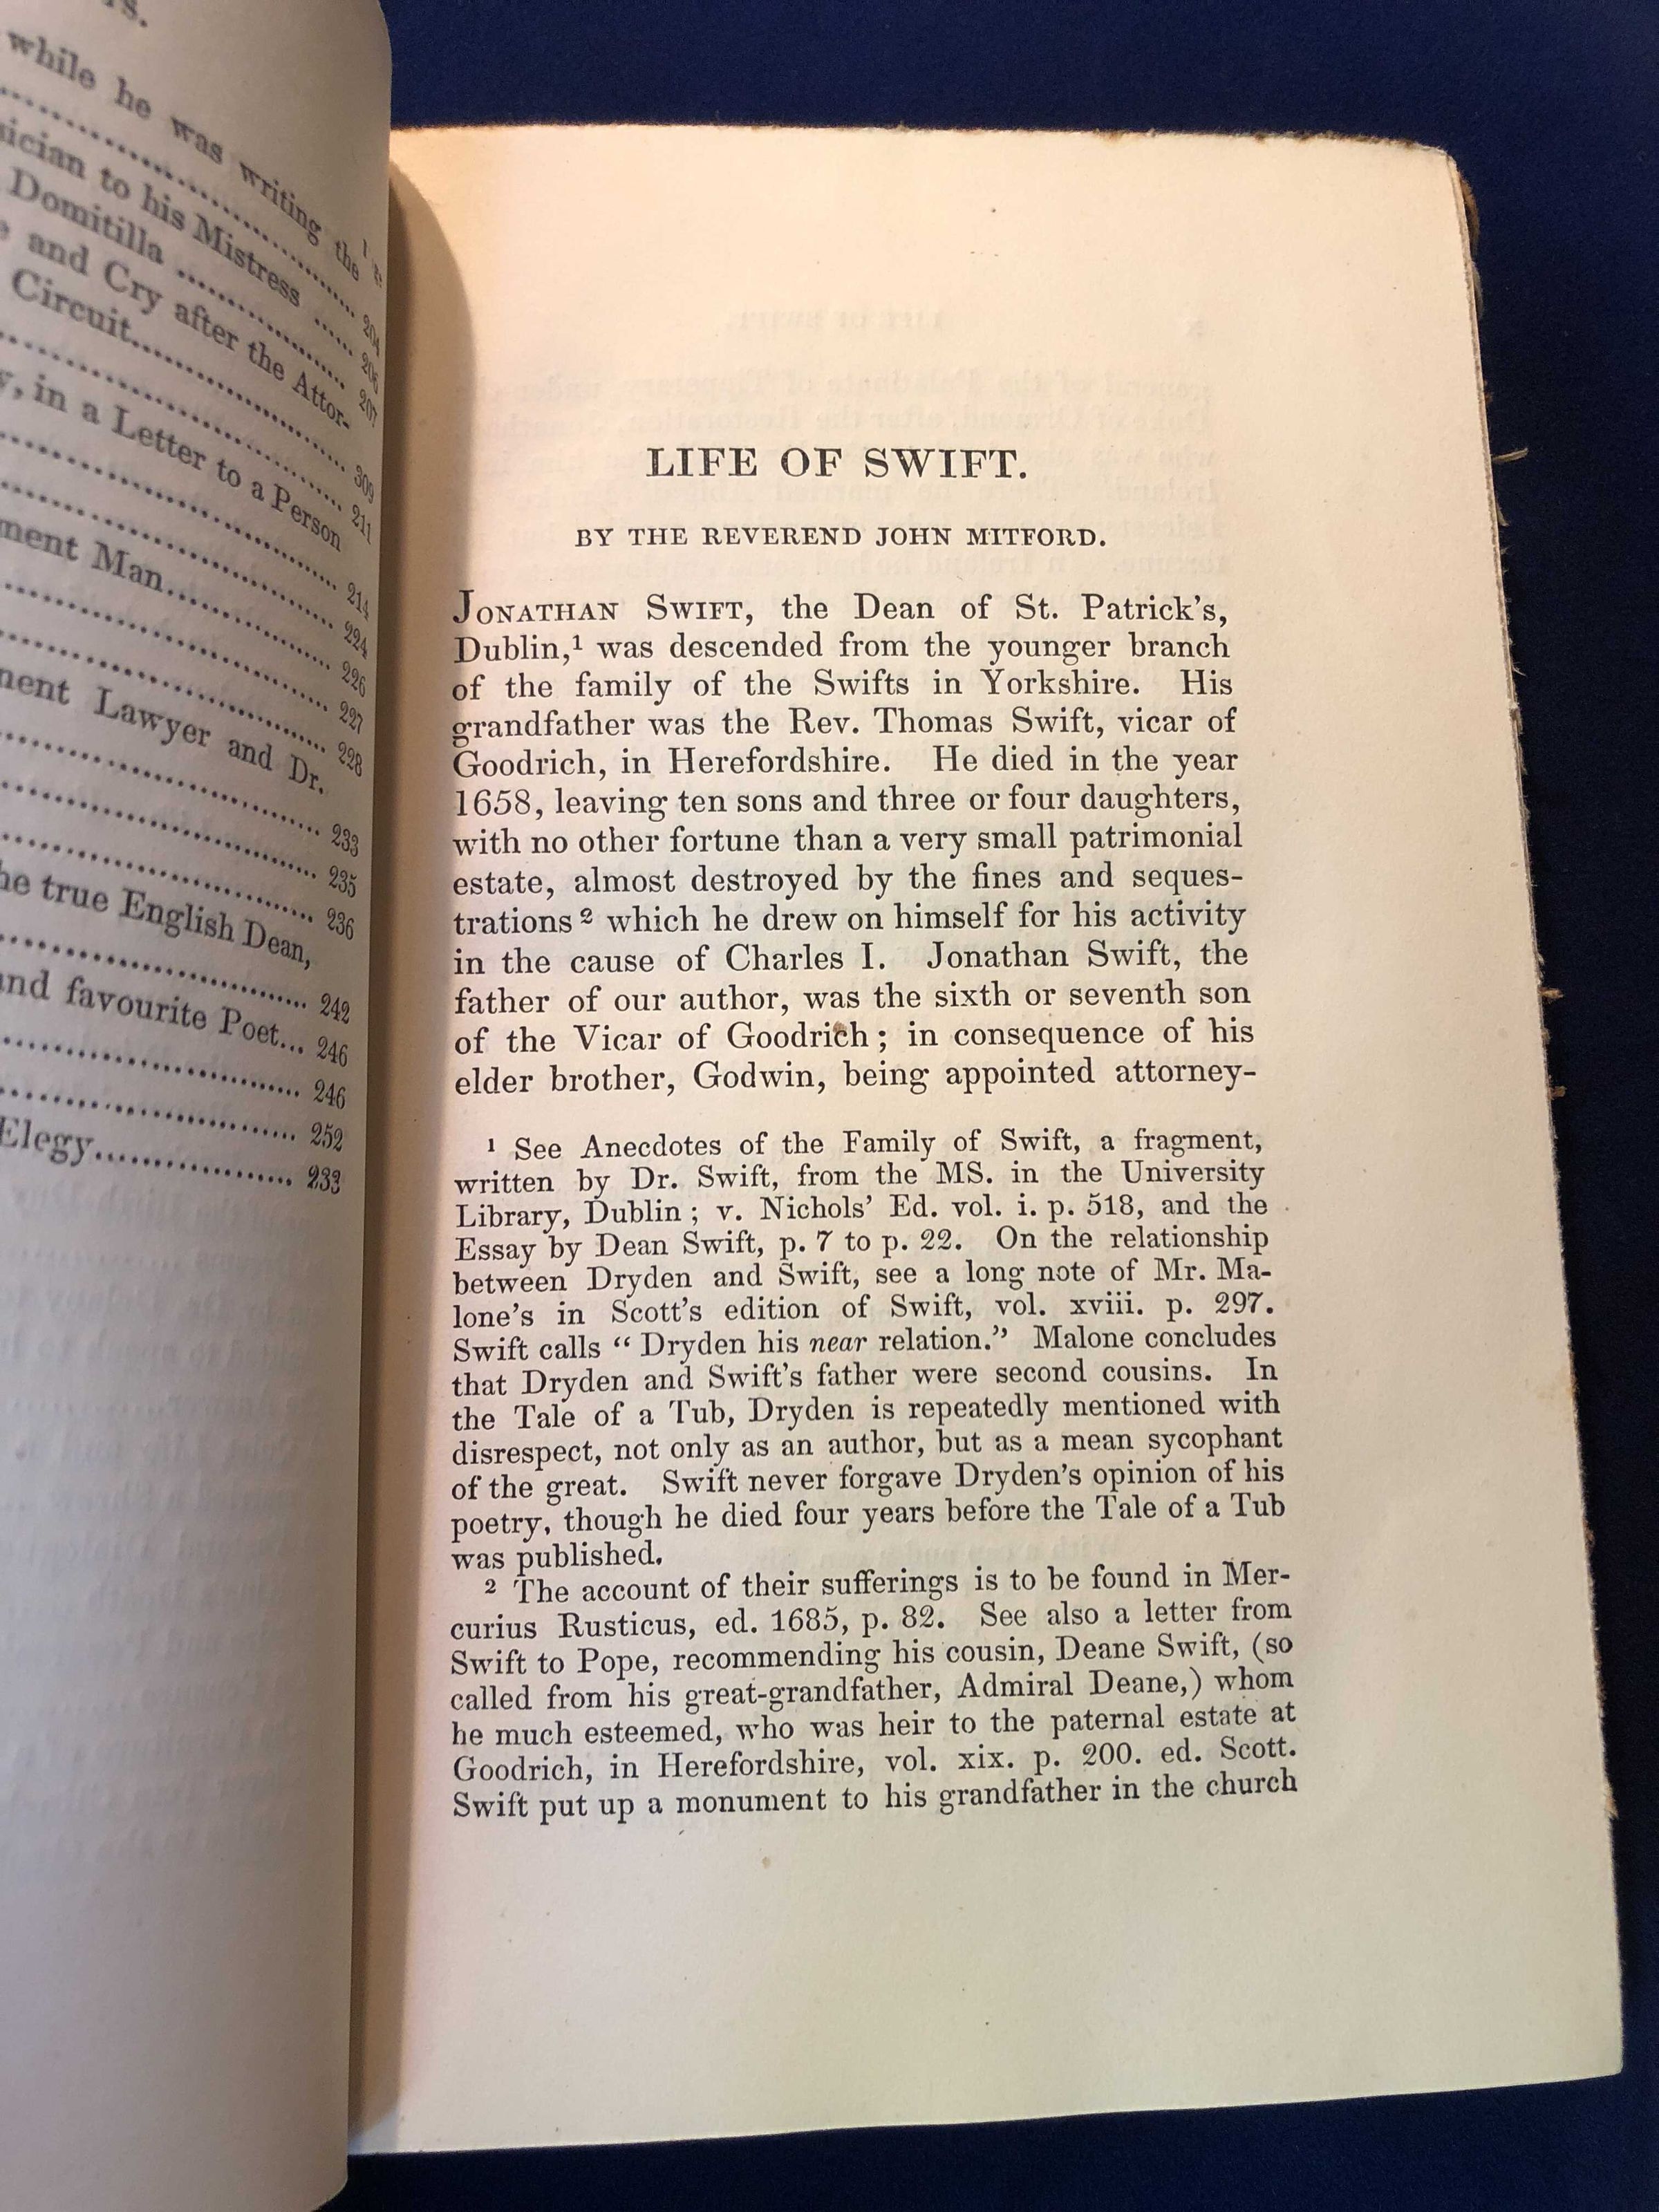 while he was writing the
204
ician to his Mistress ...... 206
Domitilla .................. 207
and Cry after the Attor-
Circuit.................... 309
211
, in a Letter to a Person
214
224
ment Man.................. 226
227
228
nent Lawyer and Dr.
233
235
236
he true English Dean,
242
and favourite Poet... 246
246
252
Elegy.................. 233
LIFE OF SWIFT.
BY THE REVEREND JOHN MITFORD.
JONATHAN SWIFT, the Dean of St. Patrick's,
Dublin,¹ was descended from the younger branch
of the family of the Swifts in Yorkshire. His
grandfather was the Rev. Thomas Swift, vicar of
Goodrich, in Herefordshire. He died in the year
1658, leaving ten sons and three or four daughters,
with no other fortune than a very small patrimonial
estate, almost destroyed by the fines and seques-
trations ² which he drew on himself for his activity
in the cause of Charles I. Jonathan Swift, the
father of our author, was the sixth or seventh son
of the Vicar of Goodrich ; in consequence of his
elder brother, Godwin, being appointed attorney-
¹ See Anecdotes of the Family of Swift, a fragment,
written by Dr. Swift, from the MS. in the University
Library, Dublin ; v. Nichols' Ed. vol. i. p. 518, and the
Essay by Dean Swift, p. 7 to p. 22. On the relationship
between Dryden and Swift, see a long note of Mr. Ma-
lone's in Scott's edition of Swift, vol. xviii. p. 297.
Swift calls “ Dryden his near relation.” Malone concludes
that Dryden and Swift's father were second cousins. In
the Tale of a Tub, Dryden is repeatedly mentioned with
disrespect, not only as an author, but as a mean sycophant
of the great. Swift never forgave Dryden's opinion of his
poetry, though he died four years before the Tale of a Tub
was published.
² The account of their sufferings is to be found in Mer-
curius Rusticus, ed. 1685, p. 82. See also a letter from
Swift to Pope, recommending his cousin, Deane Swift, (so
called from his great-grandfather, Admiral Deane,) whom
he much esteemed, who was heir to the paternal estate at
Goodrich, in Herefordshire, vol. xix. p. 200. ed. Scott.
Swift put up a monument to his grandfather in the church